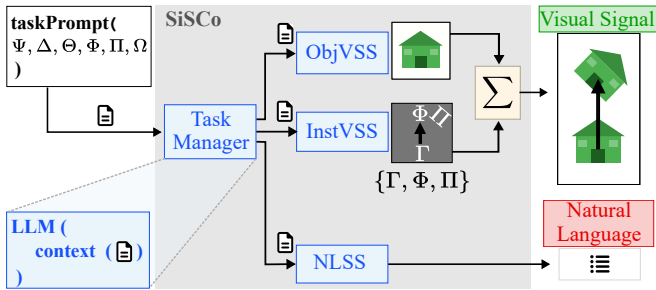 taskPrompt(
Ψ, Δ, Θ, Φ, Π, Ω
)
SiSCo
Task
Manager
LLM (
context ( )
)
ObjVSS
InstVSS
NLSS
Φ Π
Γ
{Γ, Φ, Π}
Σ
Visual Signal
Natural
Language